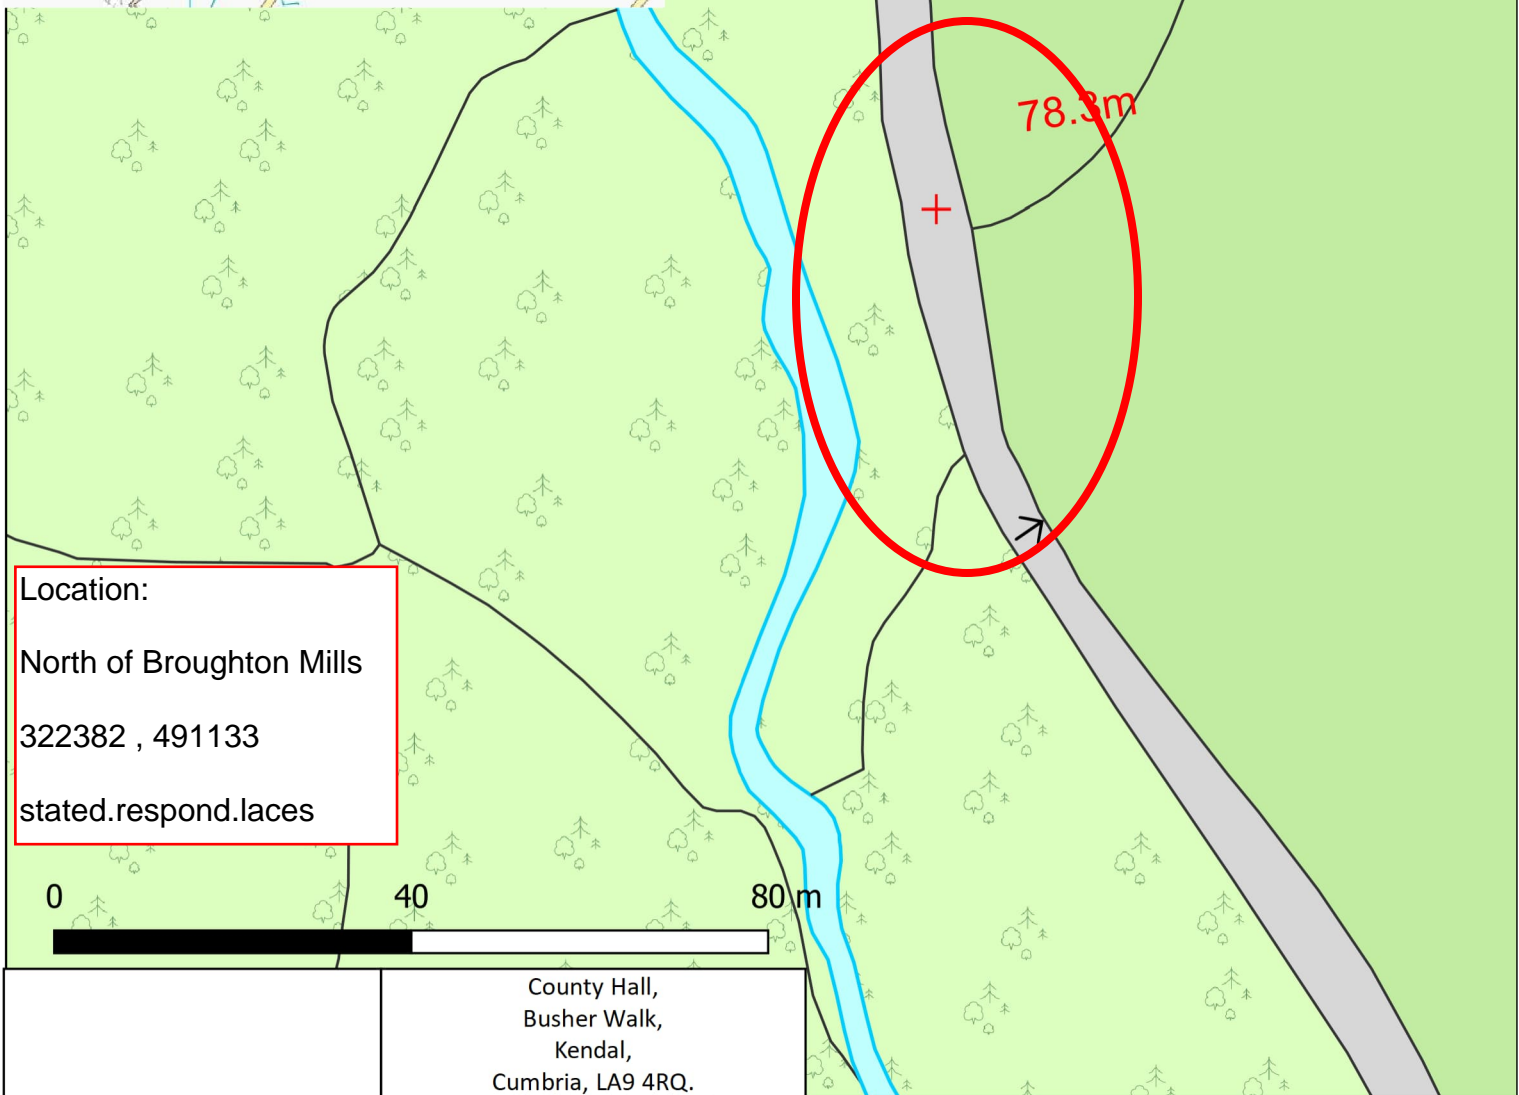 78.3m
Location:
North of Broughton Mills
322382 , 491133
stated.respond.laces
0 40 80 m
County Hall,
Busher Walk,
Kendal,
Cumbria, LA9 4RQ.